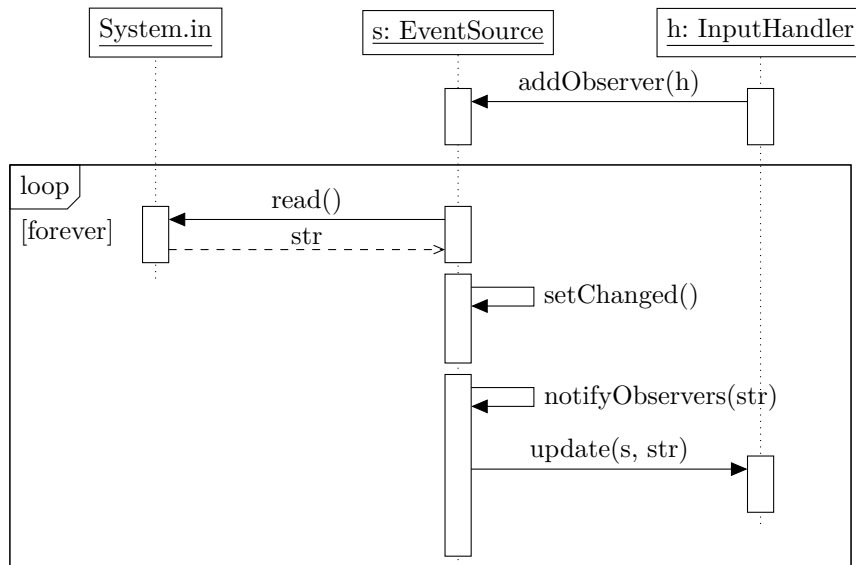 System.in
s: EventSource
h: InputHandler
addObserver(h)
loop
[forever]
read()
str
setChanged()
notifyObservers(str)
update(s, str)